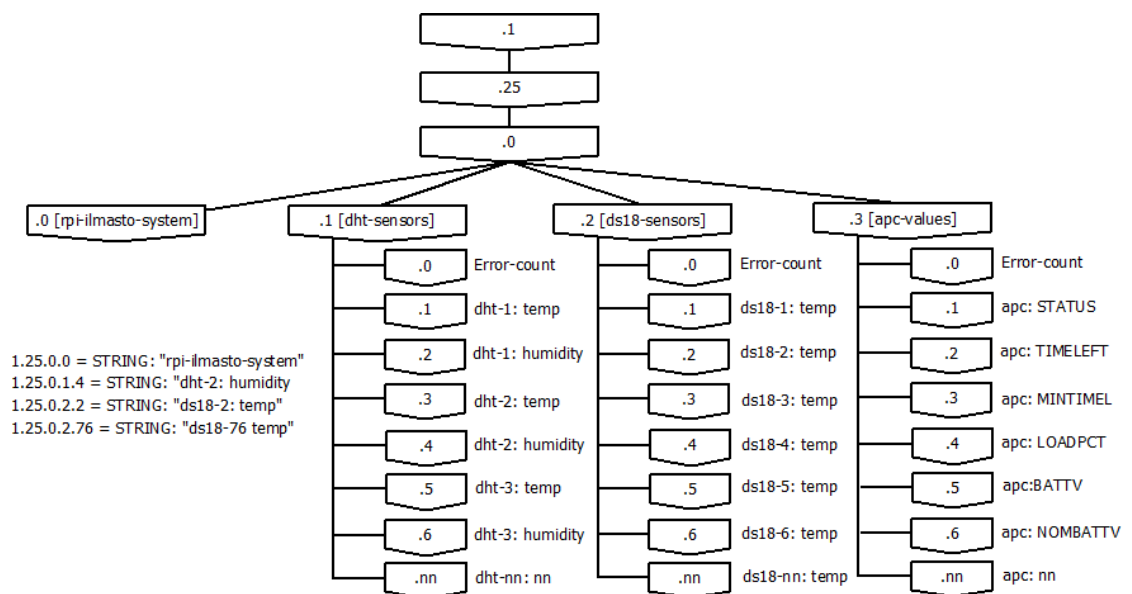 .1
.25
.0
.0 [rpi-ilmasto-system]
.1 [dht-sensors]
.2 [ds18-sensors]
.3 [apc-values]
.0 Error-count
.1 dht-1: temp
.2 dht-1: humidity
.3 dht-2: temp
.4 dht-2: humidity
.5 dht-3: temp
.6 dht-3: humidity
.nn dht-nn: nn
.0 Error-count
.1 ds18-1: temp
.2 ds18-2: temp
.3 ds18-3: temp
.4 ds18-4: temp
.5 ds18-5: temp
.6 ds18-6: temp
.nn ds18-nn: temp
.0 Error-count
.1 apc: STATUS
.2 apc: TIMELEFT
.3 apc: MINTIMEL
.4 apc: LOADPCT
.5 apc:BATTV
.6 apc: NOMBATTV
.nn apc: nn
1.25.0.0 = STRING: "rpi-ilmasto-system"
1.25.0.1.4 = STRING: "dht-2: humidity
1.25.0.2.2 = STRING: "ds18-2: temp"
1.25.0.2.76 = STRING: "ds18-76 temp"